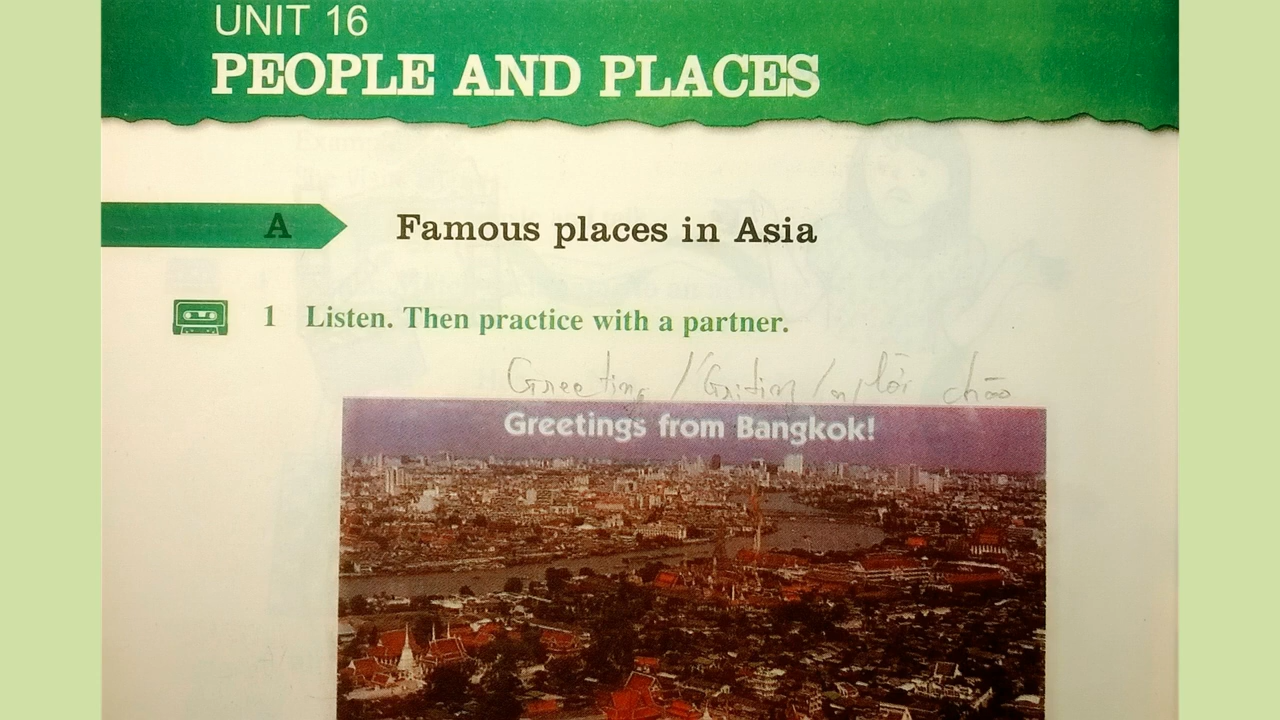 UNIT 16
PEOPLE AND PLACES
A Famous places in Asia
1 Listen. Then practice with a partner.
Greeting / lời chào
Greetings from Bangkok!